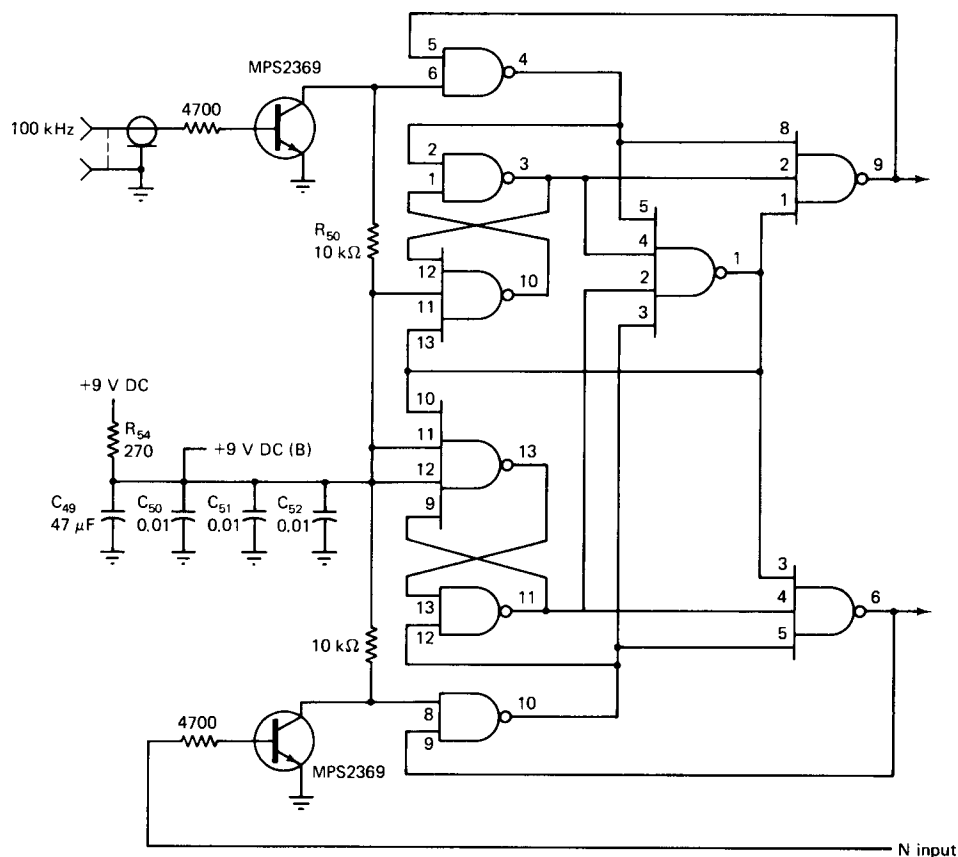 MPS2369
4700
100 kHz
5
6
4
2
1
3
R50
10 kΩ
12
11
13
10
8
2
1
9
5
4
2
3
1
+9 V DC
R54
270
+9 V DC (B)
C49
47 μF
C50
0.01
C51
0.01
C52
0.01
10
11
12
9
13
13
12
11
3
4
5
6
10 kΩ
8
9
10
4700
MPS2369
N input